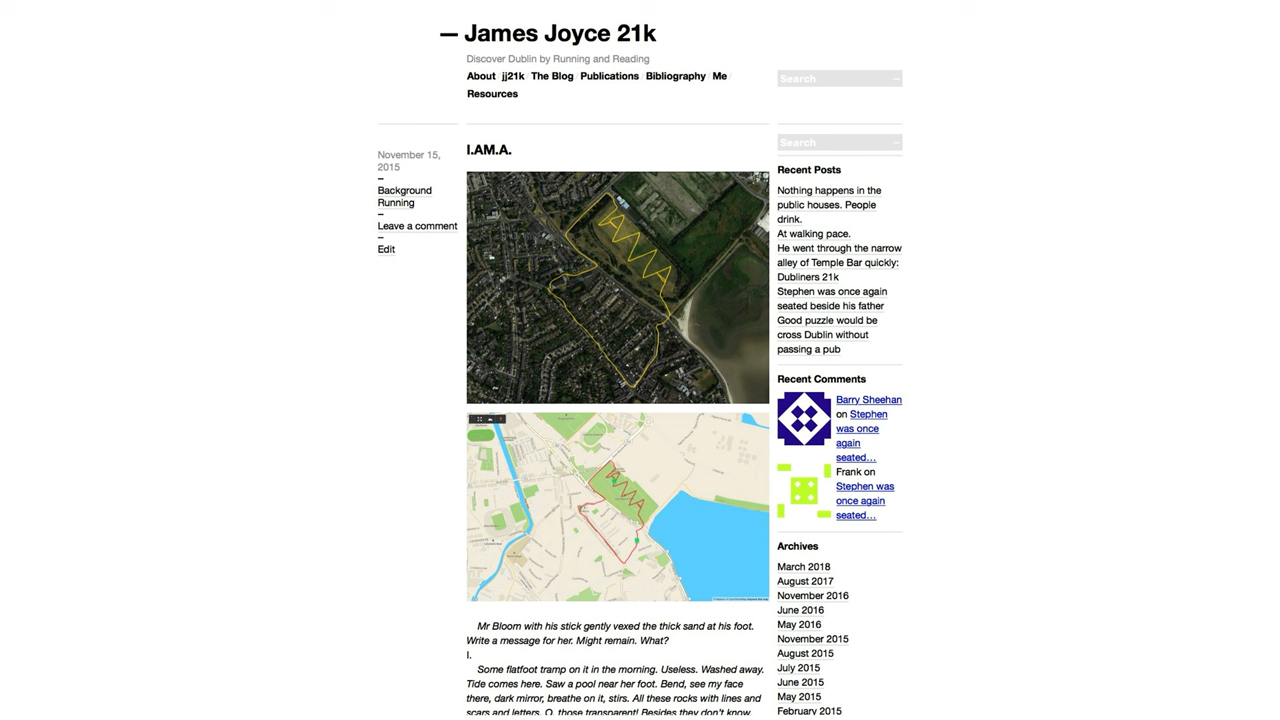 — James Joyce 21k
Discover Dublin by Running and Reading
About jj21k The Blog Publications Bibliography Me
Resources
Search —
November 15,
2015
–
Background
Running
–
Leave a comment
–
Edit
I.AM.A.
IAMA
IAMA
Mr Bloom with his stick gently vexed the thick sand at his foot.
Write a message for her. Might remain. What?
I.
Some flatfoot tramp on it in the morning. Useless. Washed away.
Tide comes here. Saw a pool near her foot. Bend, see my face
there, dark mirror, breathe on it, stirs. All these rocks with lines and
scars and letters. O, those transparent! Besides they don't know.
Search —
Recent Posts
Nothing happens in the
public houses. People
drink.
At walking pace.
He went through the narrow
alley of Temple Bar quickly:
Dubliners 21k
Stephen was once again
seated beside his father
Good puzzle would be
cross Dublin without
passing a pub
Recent Comments
Barry Sheehan
on Stephen
was once
again
seated…
Frank on
Stephen was
once again
seated…
Archives
March 2018
August 2017
November 2016
June 2016
May 2016
November 2015
August 2015
July 2015
June 2015
May 2015
February 2015